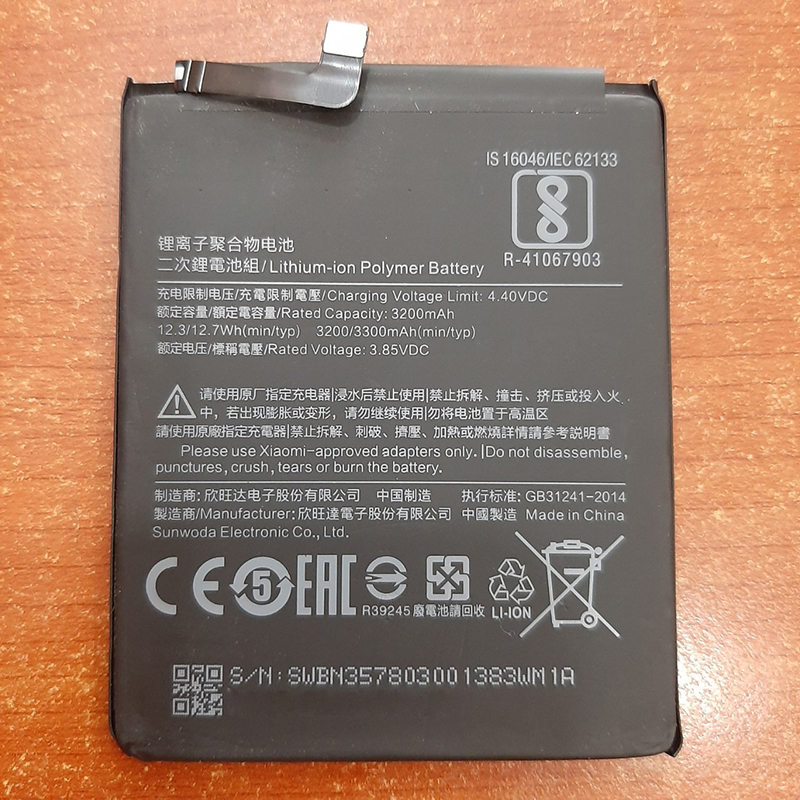 IS 16046/IEC 62133
R-41067903
锂离子聚合物电池
二次鋰電池組/Lithium-ion Polymer Battery
充电限制电压/充電限制電壓/Charging Voltage Limit: 4.40VDC
额定容量/額定電容量/Rated Capacity: 3200mAh
12.3/12.7Wh(min/typ) 3200/3300mAh(min/typ)
额定电压/標稱電壓/Rated Voltage: 3.85VDC
请使用原厂指定充电器|浸水后禁止使用|禁止拆解、撞击、挤压或投入火
中，若出现膨胀或变形，请勿继续使用|勿将电池置于高温区
請使用原廠指定充電器|禁止拆解、刺破、擠壓、加熱或燃燒詳情請參考説明書
Please use Xiaomi-approved adapters only. |Do not disassemble,
punctures, crush, tears or burn the battery.
制造商: 欣旺达电子股份有限公司 中国制造 执行标准: GB31241-2014
製造商/Manufacturer: 欣旺達電子股份有限公司 中國製造 Made in China
Sunwoda Electronic Co., Ltd.
CE 5 EAC
R39245 廢電池請回收 LI-ION
S/N: SWBN357803001383WM1A